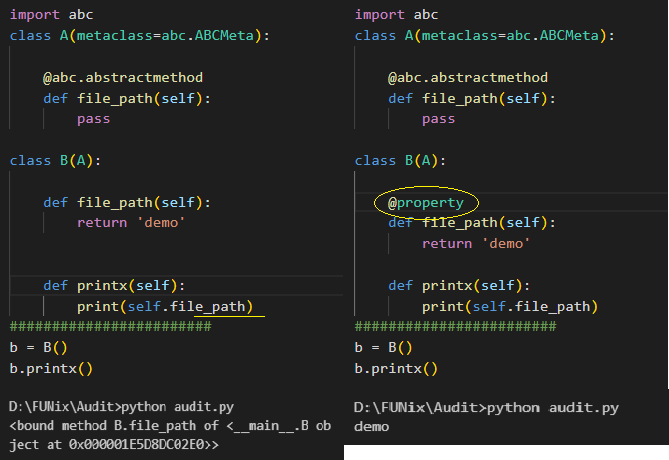 import abc
class A(metaclass=abc.ABCMeta):
@abc.abstractmethod
def file_path(self):
pass
class B(A):
def file_path(self):
return 'demo'
def printx(self):
print(self.file_path)
########################
b = B()
b.printx()
D:\FUNix\Audit>python audit.py
<bound method B.file_path of <__main__.B ob
ject at 0x000001E5D8DC02E0>>
import abc
class A(metaclass=abc.ABCMeta):
@abc.abstractmethod
def file_path(self):
pass
class B(A):
@property
def file_path(self):
return 'demo'
def printx(self):
print(self.file_path)
########################
b = B()
b.printx()
D:\FUNix\Audit>python audit.py
demo